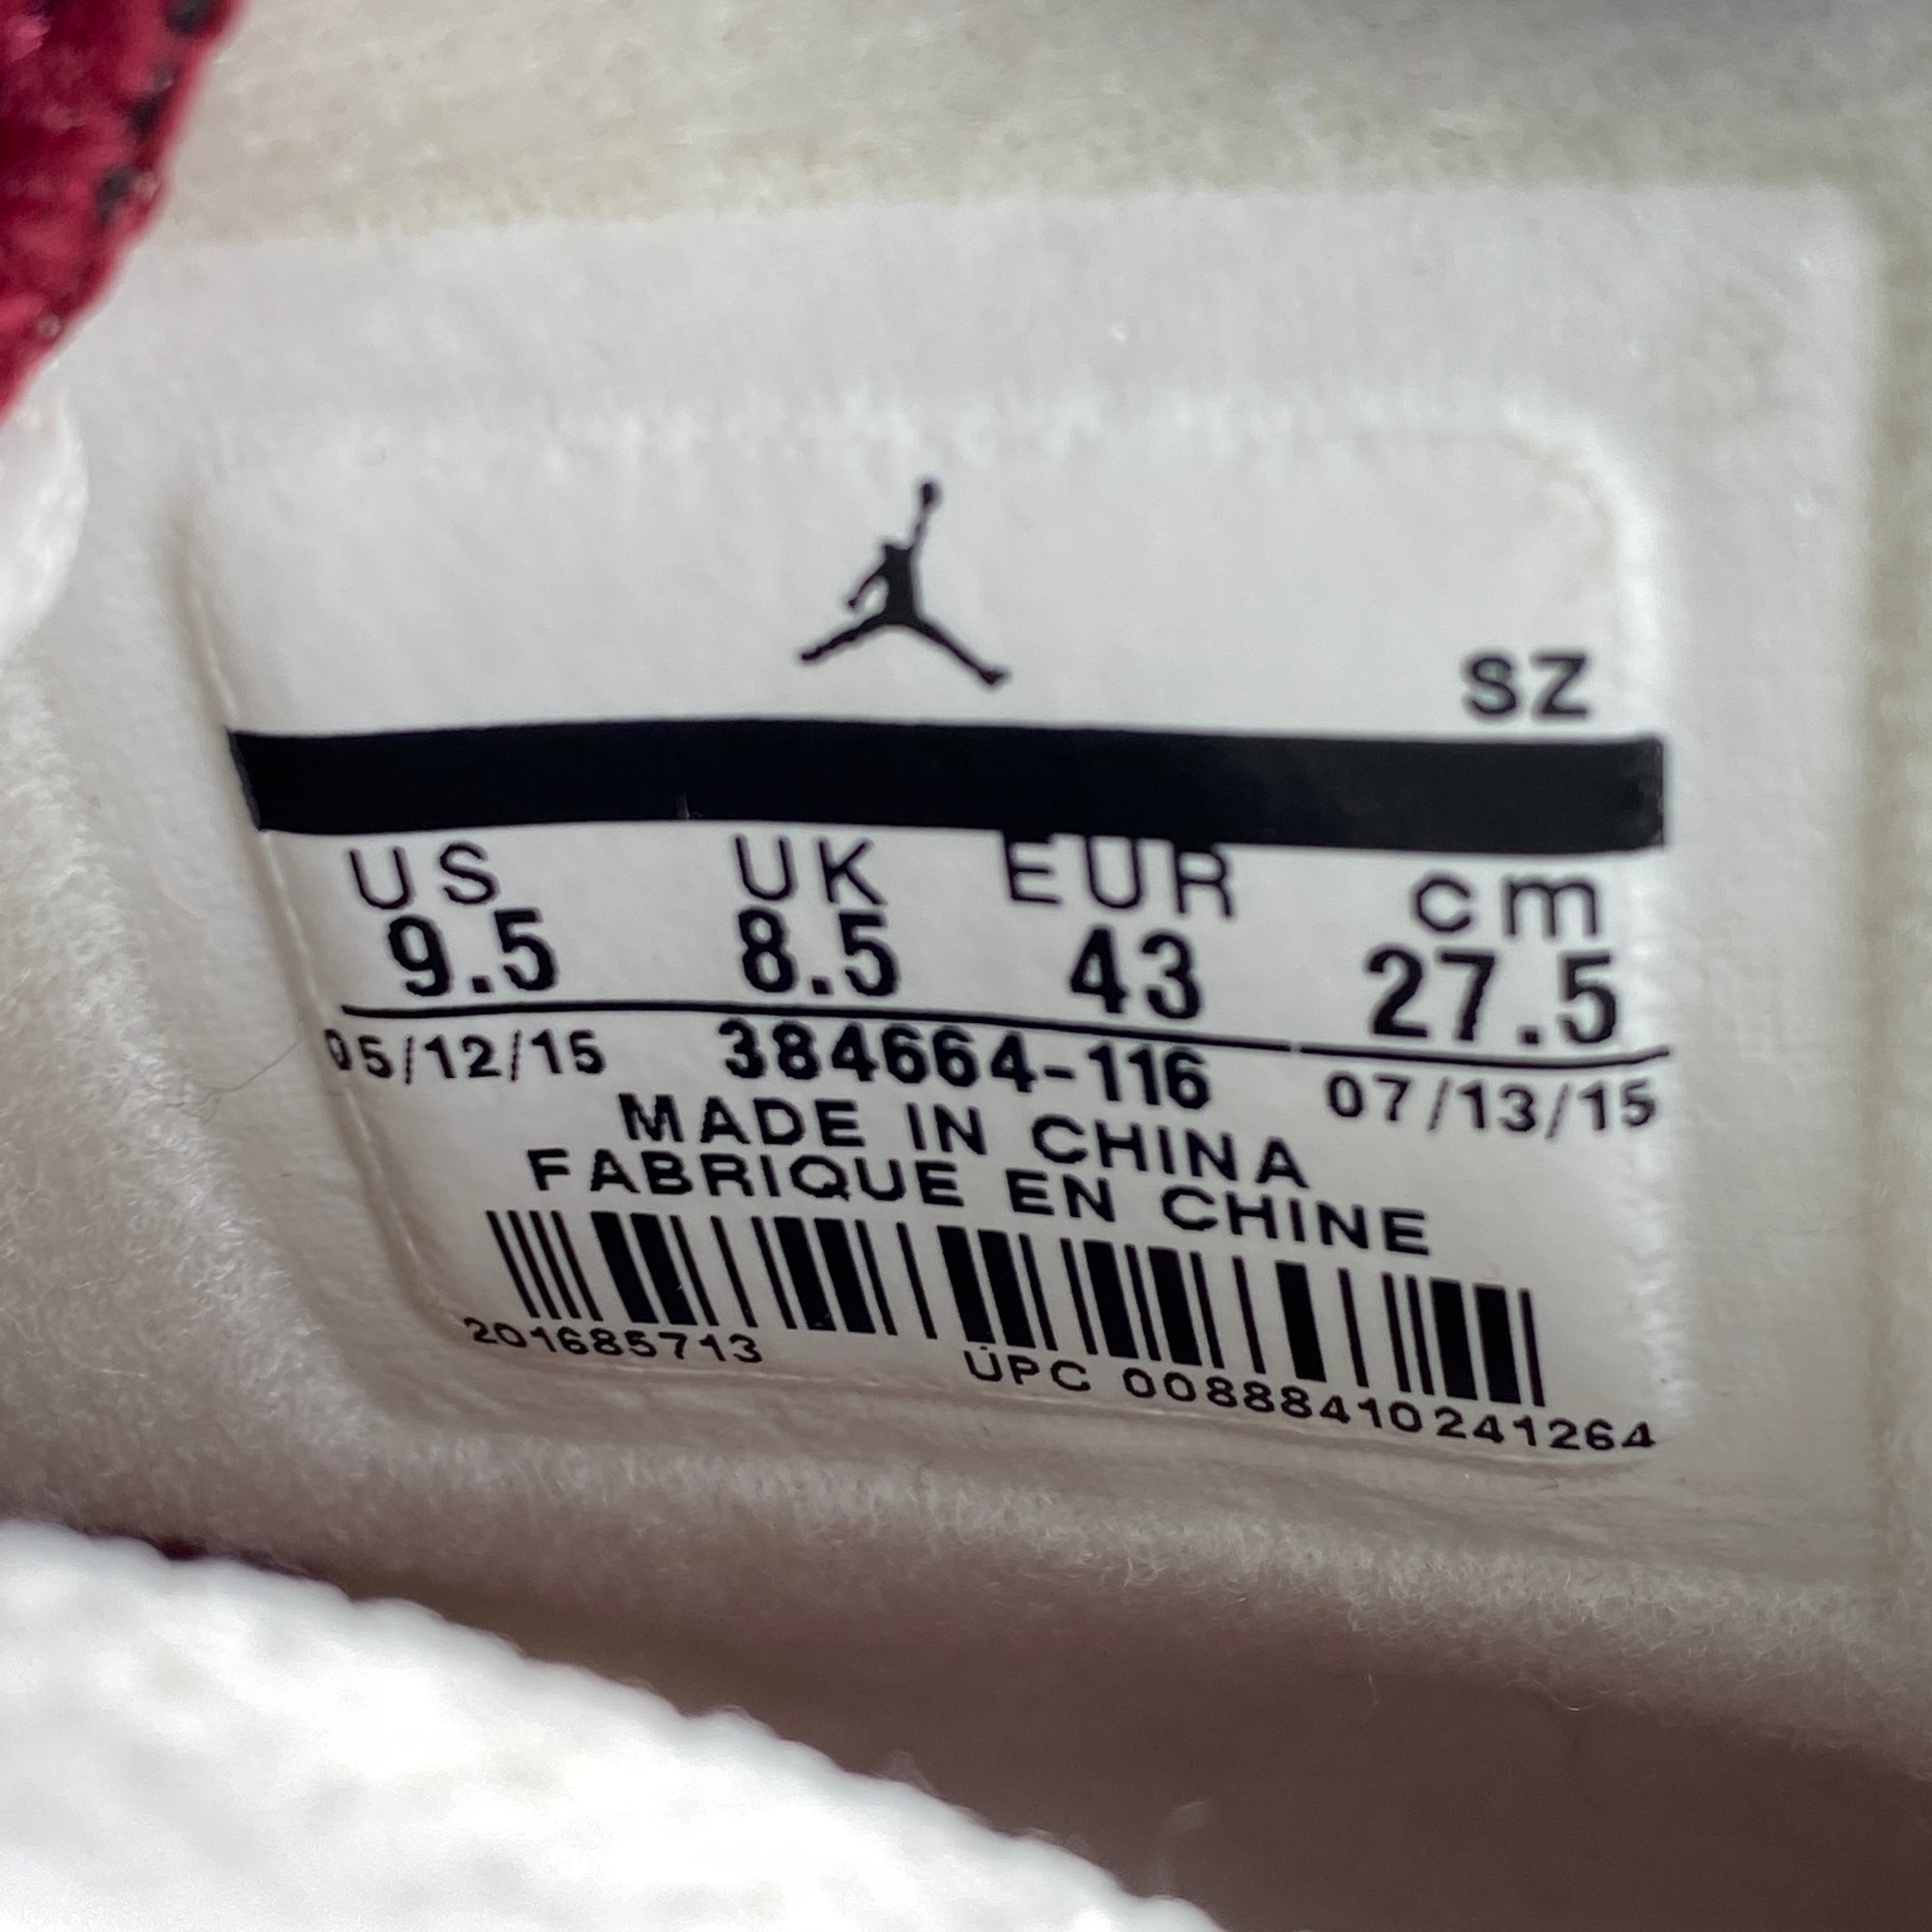 SZ
US UK EUR cm
9.5 8.5 43 27.5
05/12/15 384664-116 07/13/15
MADE IN CHINA
FABRIQUE EN CHINE
201685713 UPC 00888410241264